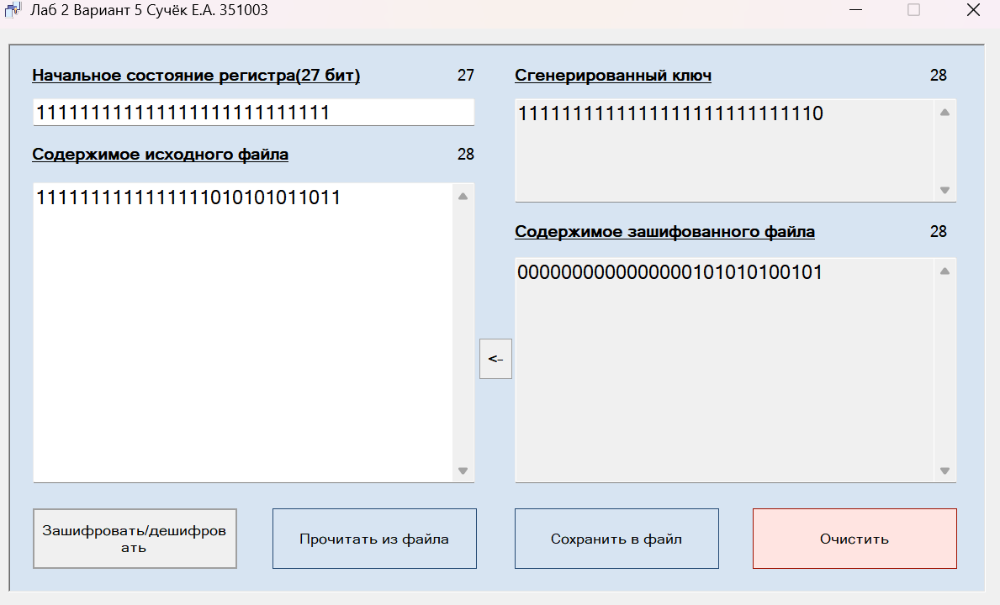 Лаб 2 Вариант 5 Сучёк Е.А. 351003
Начальное состояние регистра(27 бит) 27
111111111111111111111111111
Содержимое исходного файла 28
1111111111111111010101011011
Сгенерированный ключ 28
1111111111111111111111111110
Содержимое зашифованного файла 28
0000000000000000101010100101
<-
Зашифровать/дешифров
ать
Прочитать из файла
Сохранить в файл
Очистить